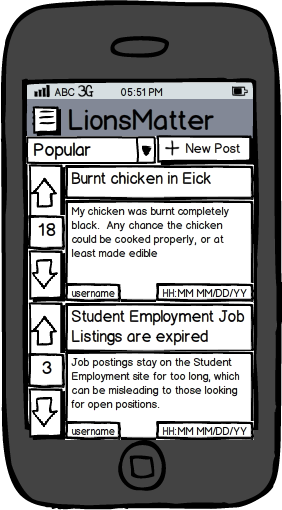 ABC 3G 05:51 PM
LionsMatter
Popular + New Post
Burnt chicken in Eick
18
My chicken was burnt completely
black. Any chance the chicken
could be cooked properly, or at
least made edible
username HH:MM MM/DD/YY
Student Employment Job
Listings are expired
3
Job postings stay on the Student
Employment site for too long, which
can be misleading to those looking
for open positions.
username HH:MM MM/DD/YY